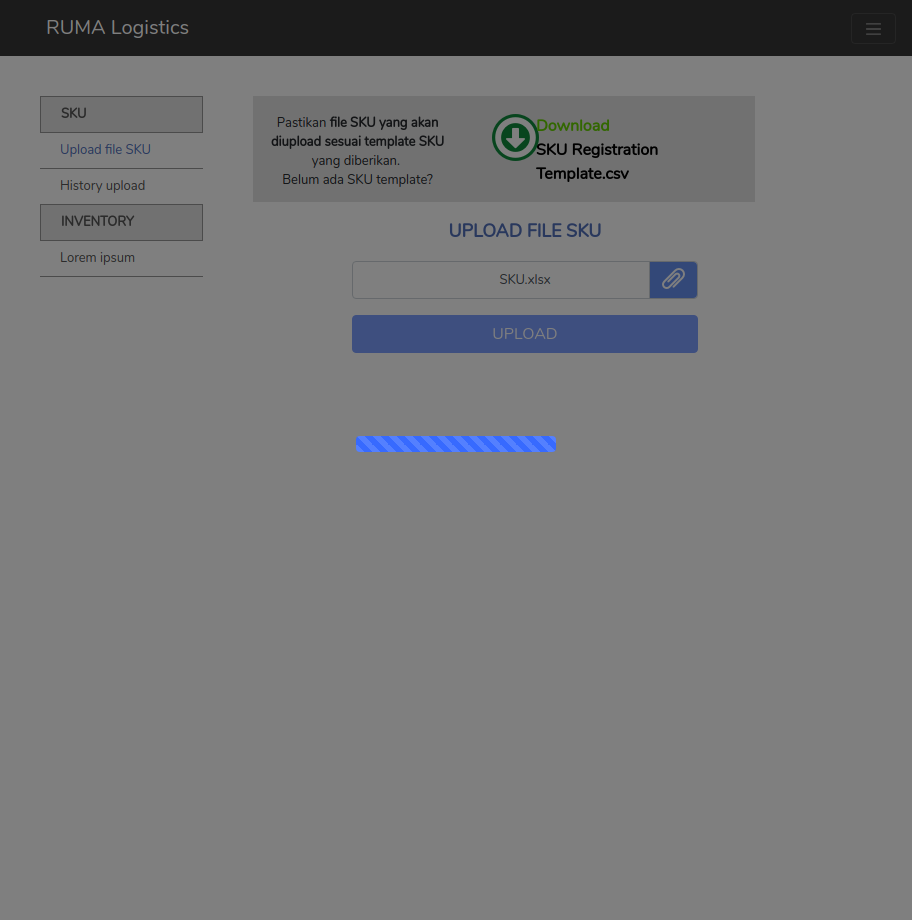 RUMA Logistics
SKU
Upload file SKU
History upload
INVENTORY
Lorem ipsum
Pastikan file SKU yang akan
diupload sesuai template SKU
yang diberikan.
Belum ada SKU template?
Download
SKU Registration
Template.csv
UPLOAD FILE SKU
SKU.xlsx
UPLOAD